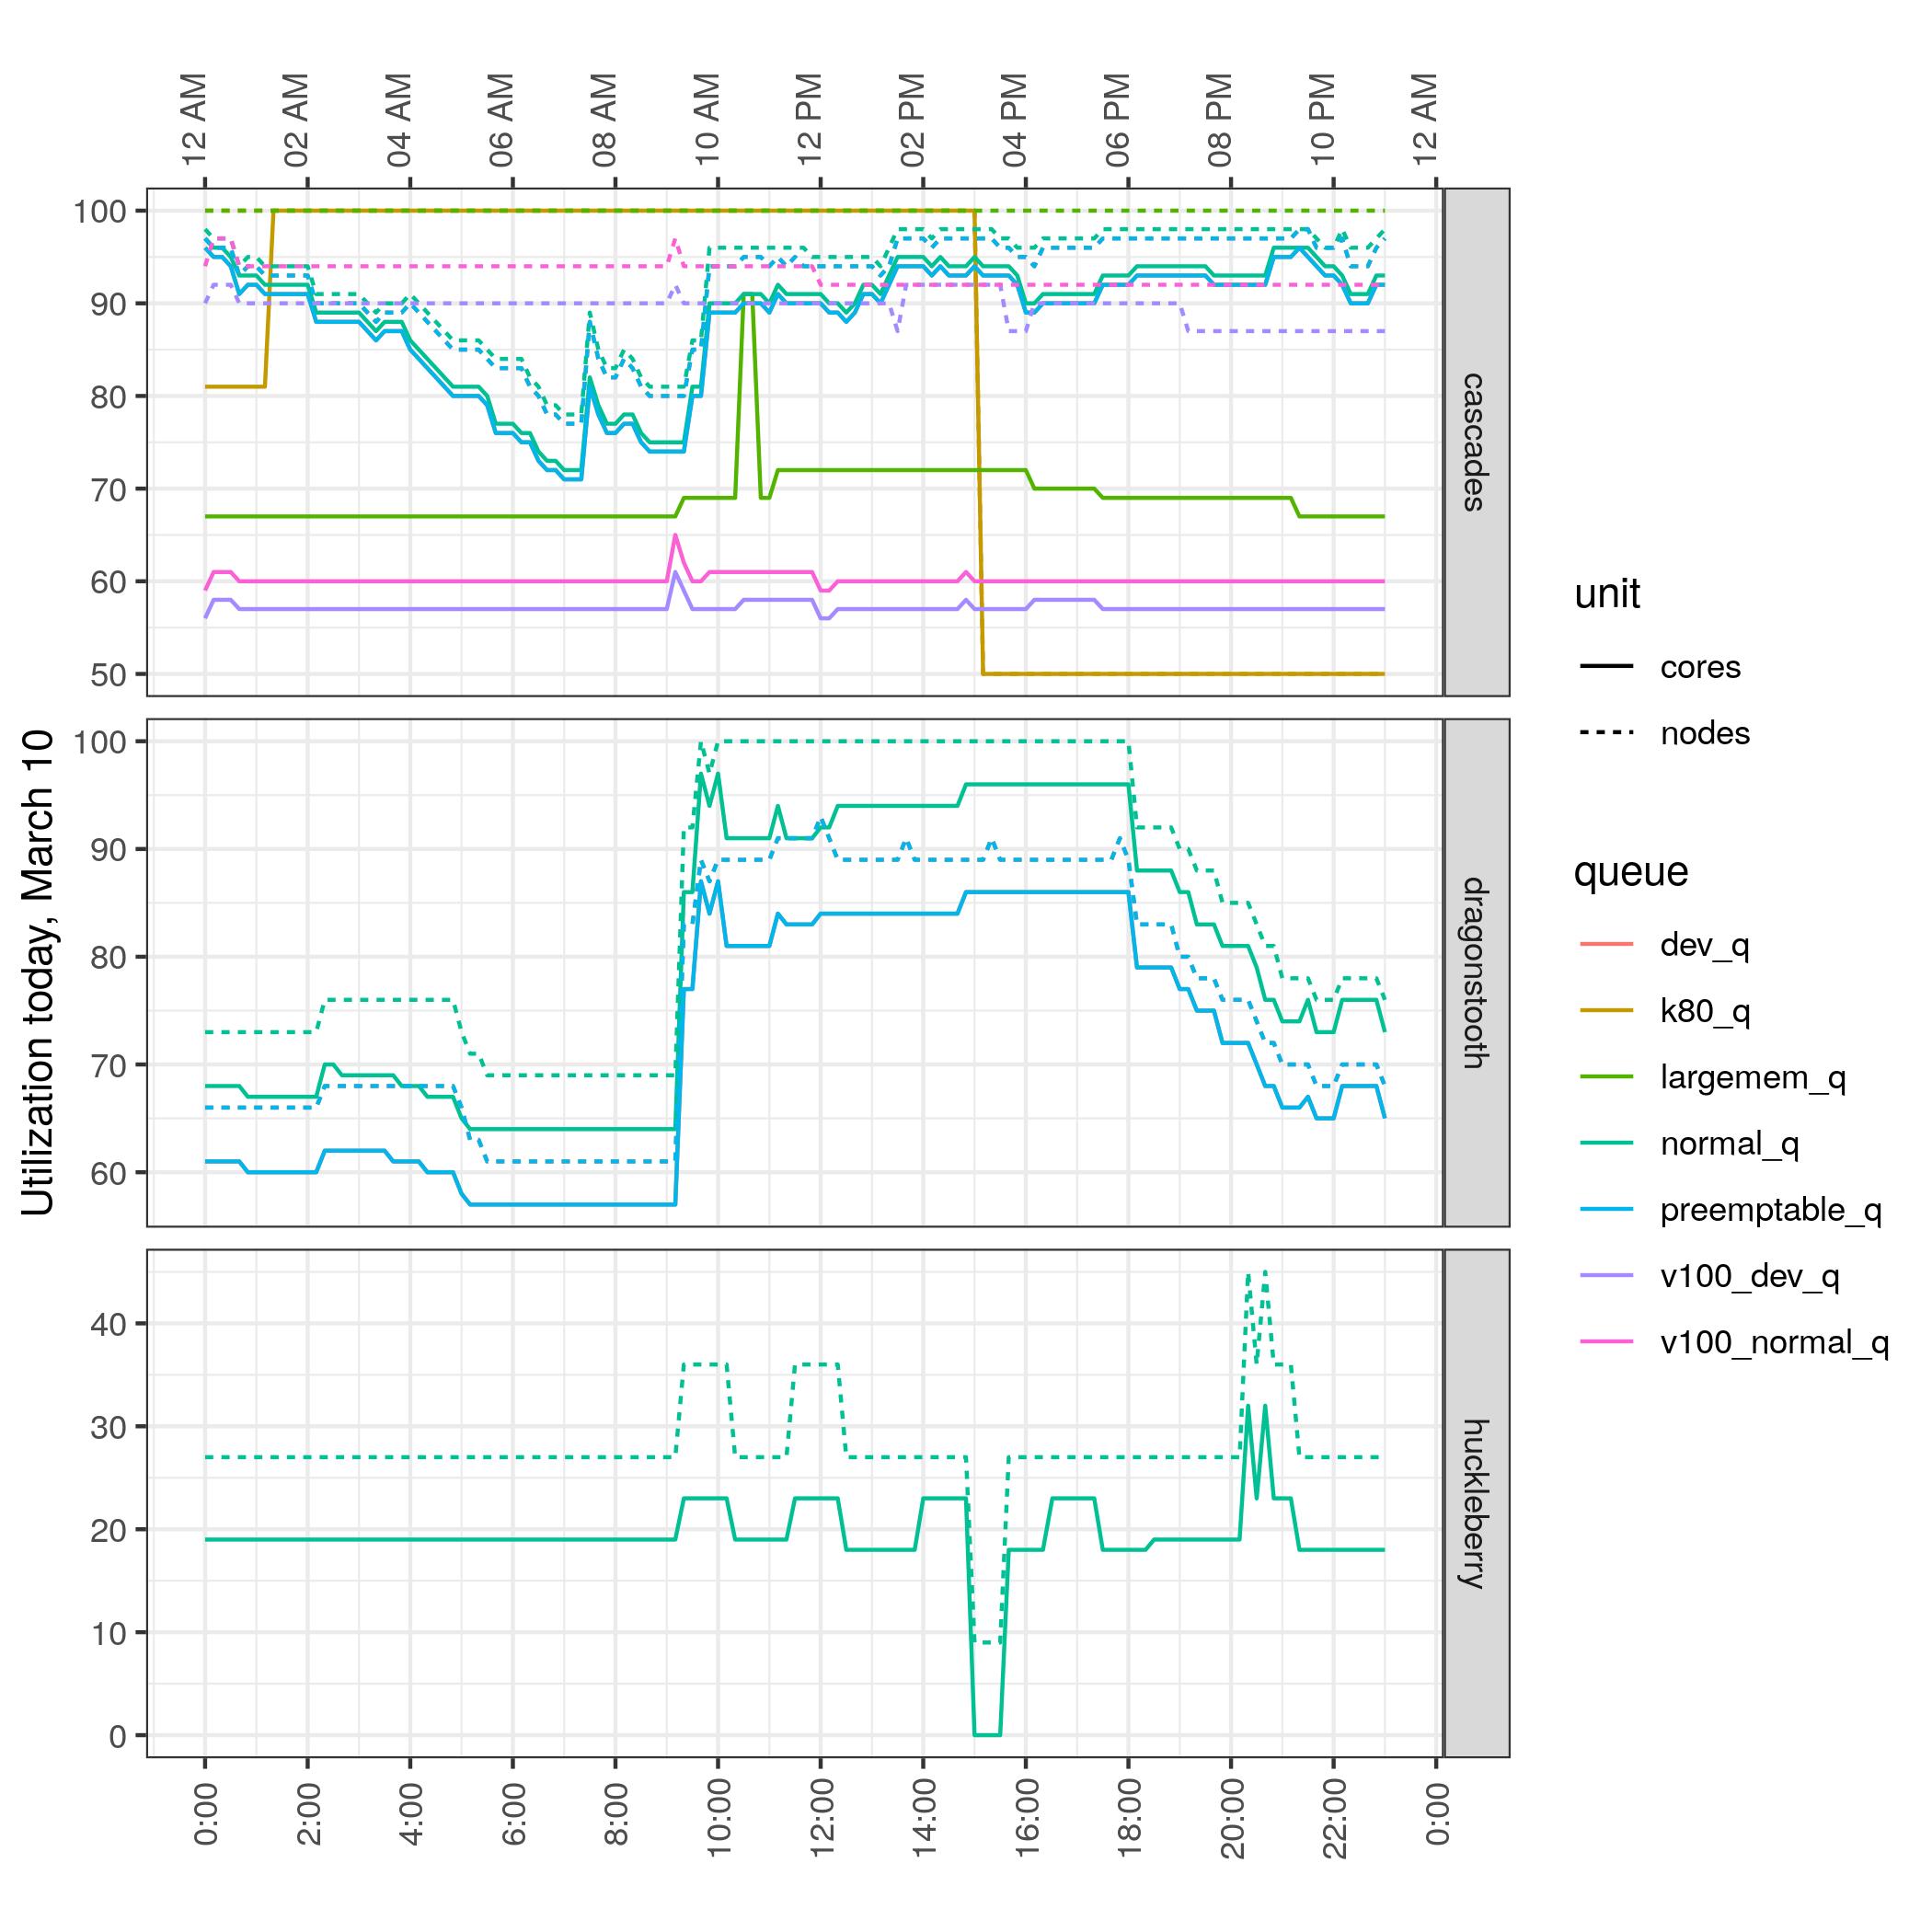 12 AM
02 AM
04 AM
06 AM
08 AM
10 AM
12 PM
02 PM
04 PM
06 PM
08 PM
10 PM
12 AM
Utilization today, March 10
100
90
80
70
60
50
cascades
100
90
80
70
60
dragonstooth
40
30
20
10
0
huckleberry
0:00
2:00
4:00
6:00
8:00
10:00
12:00
14:00
16:00
18:00
20:00
22:00
0:00
unit
cores
nodes
queue
dev_q
k80_q
largemem_q
normal_q
preemptable_q
v100_dev_q
v100_normal_q